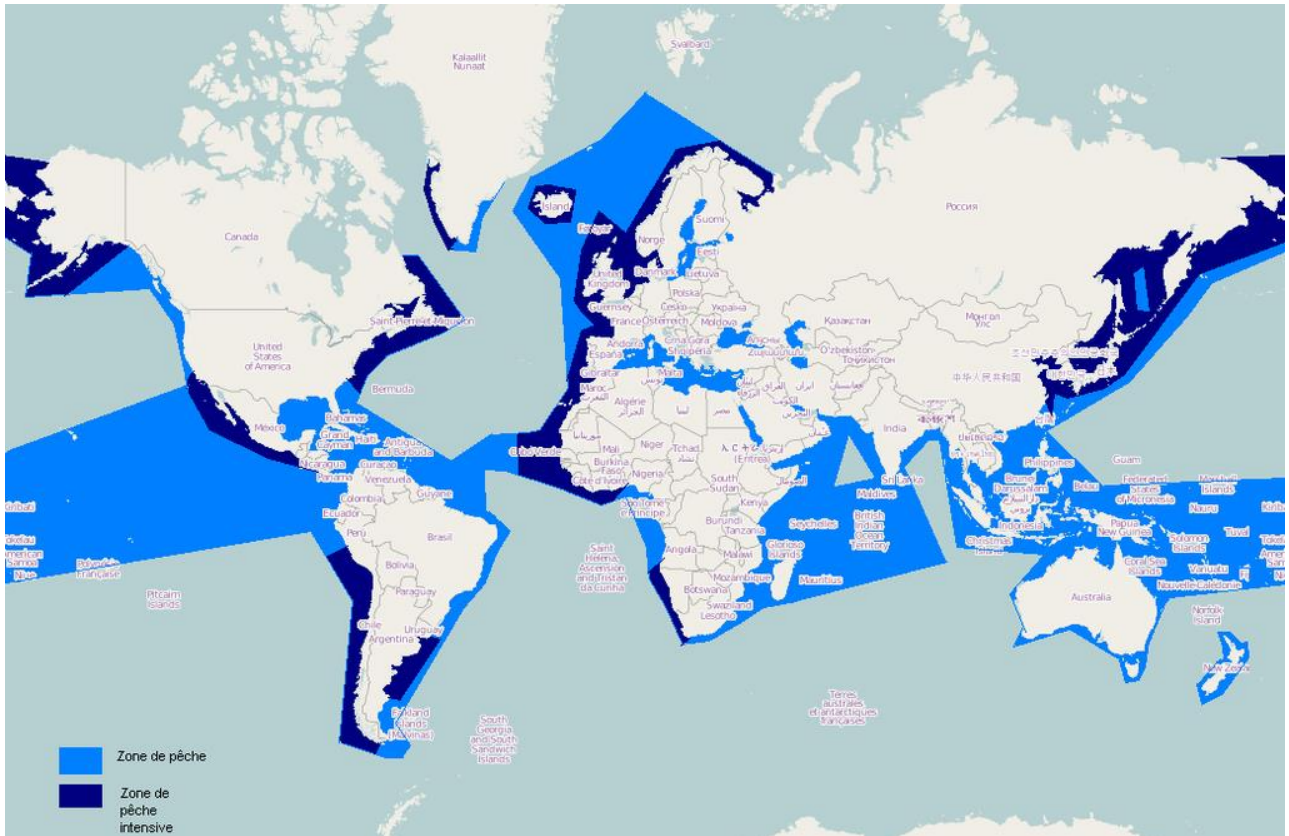 Svalbard
Kalaallit
Nunaat
Island
Føroyar
Norge
Suomi
Россия
Canada
Eesti
United
Kingdom
Danmark
Lietuva
Polska
Guernsey
Česko
Україна
France
Österreich
Moldova
Қазақстан
Монгол
Улс
Saint-Pierre-et-Miquelon
United
States
of America
Andorra
España
Crna Gora
Shqipëria
O'zbekiston
Тоҷикистон
中华人民共和国
Gibraltar
Malta
Bermuda
Maroc
Algérie
ليبيا
مصر
México
Bahamas
Grand
Cayman
Haiti
Antigua
and Barbuda
India
Cabo Verde
Mali
Niger
Tchad
(Eritrea)
Burkina
Faso
Côte d'Ivoire
Nigeria
South
Sudan
Philippines
Guam
Nicaragua
Panama
Curaçao
Venezuela
Guyane
Colombia
Ecuador
Sri Lanka
Maldives
Brunei
Darussalam
Belau
Federated
States
of Micronesia
Marshall
Islands
Nauru
Kiribati
São Tomé
e Príncipe
Kenya
Burundi
Tanzania
Seychelles
British
Indian
Ocean
Territory
Indonesia
Christmas
Island
Papua
New Guinea
Solomon
Islands
Tuval
Tokelau
American
Samoa
Niue
Polynésie
Française
Perú
Brasil
Saint
Helena,
Ascension
and Tristan
da Cunha
Angola
Malawi
Glorioso
Islands
Mozambique
Mauritius
Coral Sea
Islands
Vanuatu
Nouvelle-Calédonie
Pitcairn
Islands
Bolivia
Paraguay
Botswana
Swaziland
Lesotho
Australia
Norfolk
Island
Chile
Uruguay
Argentina
New Zealand
Falkland
Islands
(Malvinas)
South
Georgia
and South
Sandwich
Islands
Terres
australes
et antarctiques
françaises
Zone de pêche
Zone de
pêche
intensive